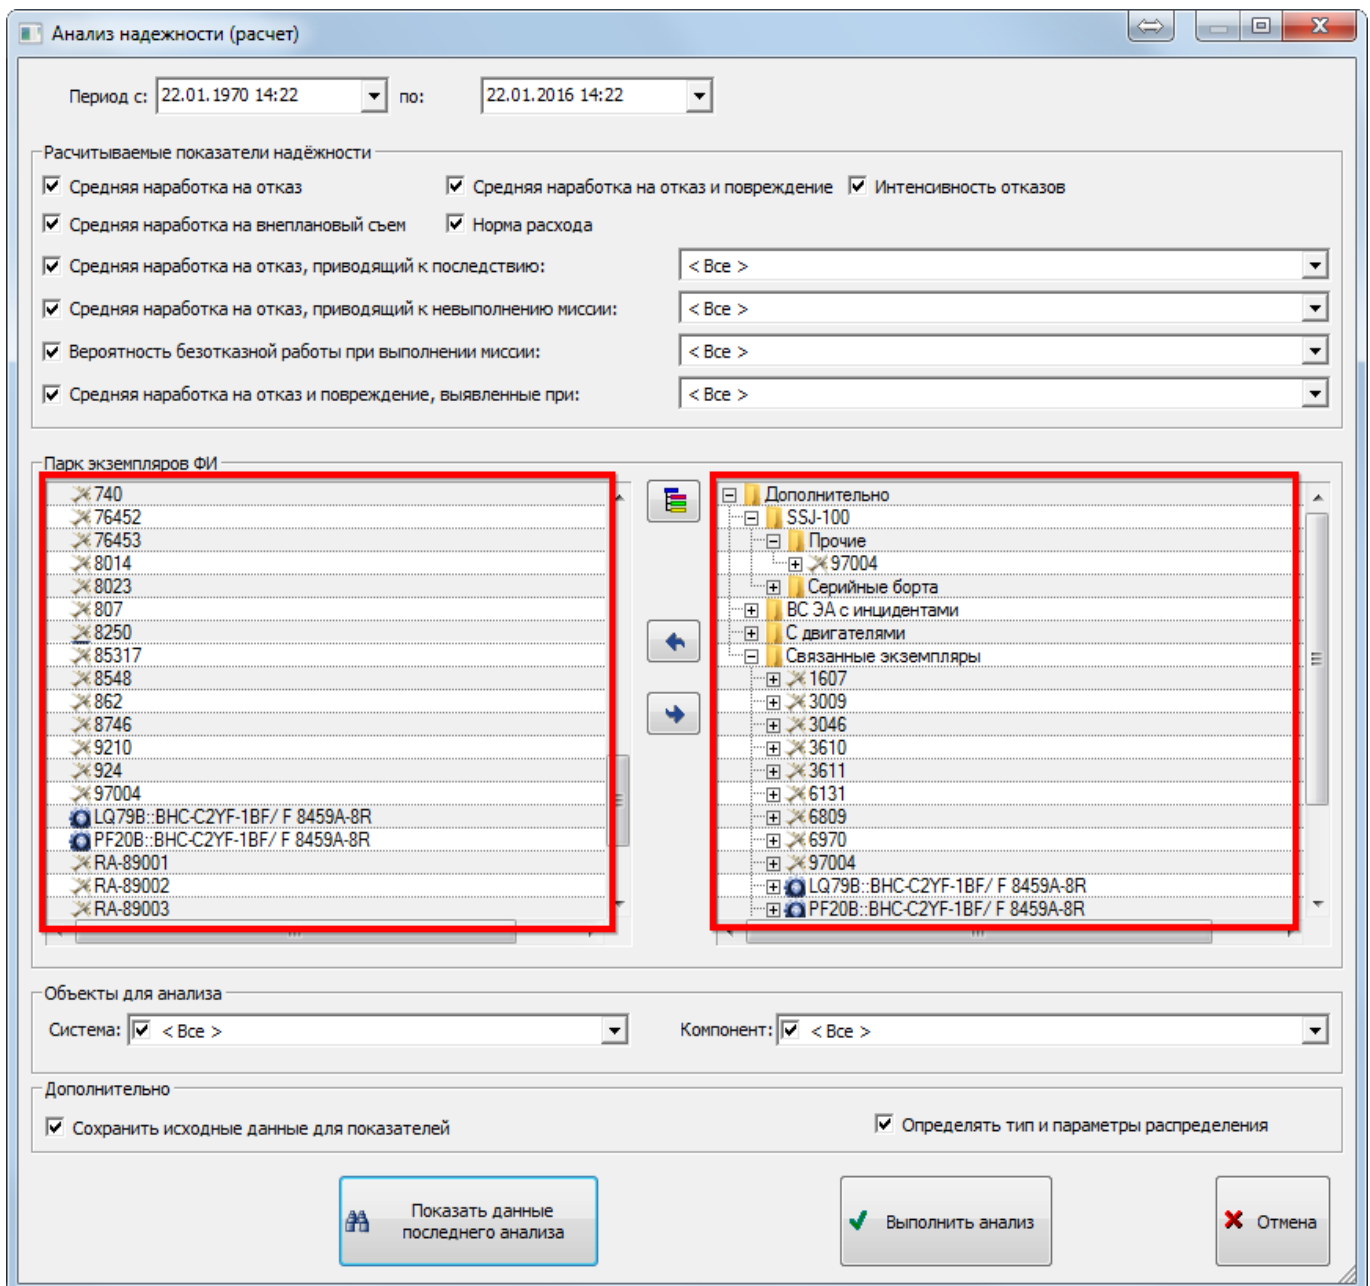 Анализ надежности (расчет)
Период с: 22.01.1970 14:22 по: 22.01.2016 14:22
Расчитываемые показатели надёжности
Средняя наработка на отказ Средняя наработка на отказ и повреждение Интенсивность отказов
Средняя наработка на внеплановый съем Норма расхода
Средняя наработка на отказ, приводящий к последствию: < Все >
Средняя наработка на отказ, приводящий к невыполнению миссии: < Все >
Вероятность безотказной работы при выполнении миссии: < Все >
Средняя наработка на отказ и повреждение, выявленные при: < Все >
Парк экземпляров ФИ
740
76452
76453
8014
8023
807
8250
85317
8548
862
8746
9210
924
97004
LQ79B::BHC-C2YF-1BF/ F 8459A-8R
PF20B::BHC-C2YF-1BF/ F 8459A-8R
RA-89001
RA-89002
RA-89003
Дополнительно
SSJ-100
Прочие
97004
Серийные борта
ВС ЭА с инцидентами
С двигателями
Связанные экземпляры
1607
3009
3046
3610
3611
6131
6809
6970
97004
LQ79B::BHC-C2YF-1BF/ F 8459A-8R
PF20B::BHC-C2YF-1BF/ F 8459A-8R
Объекты для анализа
Система: < Все > Компонент: < Все >
Дополнительно
Сохранить исходные данные для показателей Определять тип и параметры распределения
Показать данные
последнего анализа
Выполнить анализ
Отмена